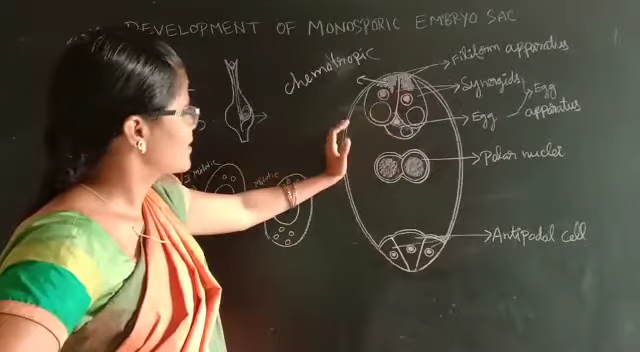 DEVELOPMENT OF MONOSPORIC EMBRYO SAC
chemotropic
Filiform apparatus
Synergids
Egg
apparatus
Egg
Polar nuclei
Antipodal cell